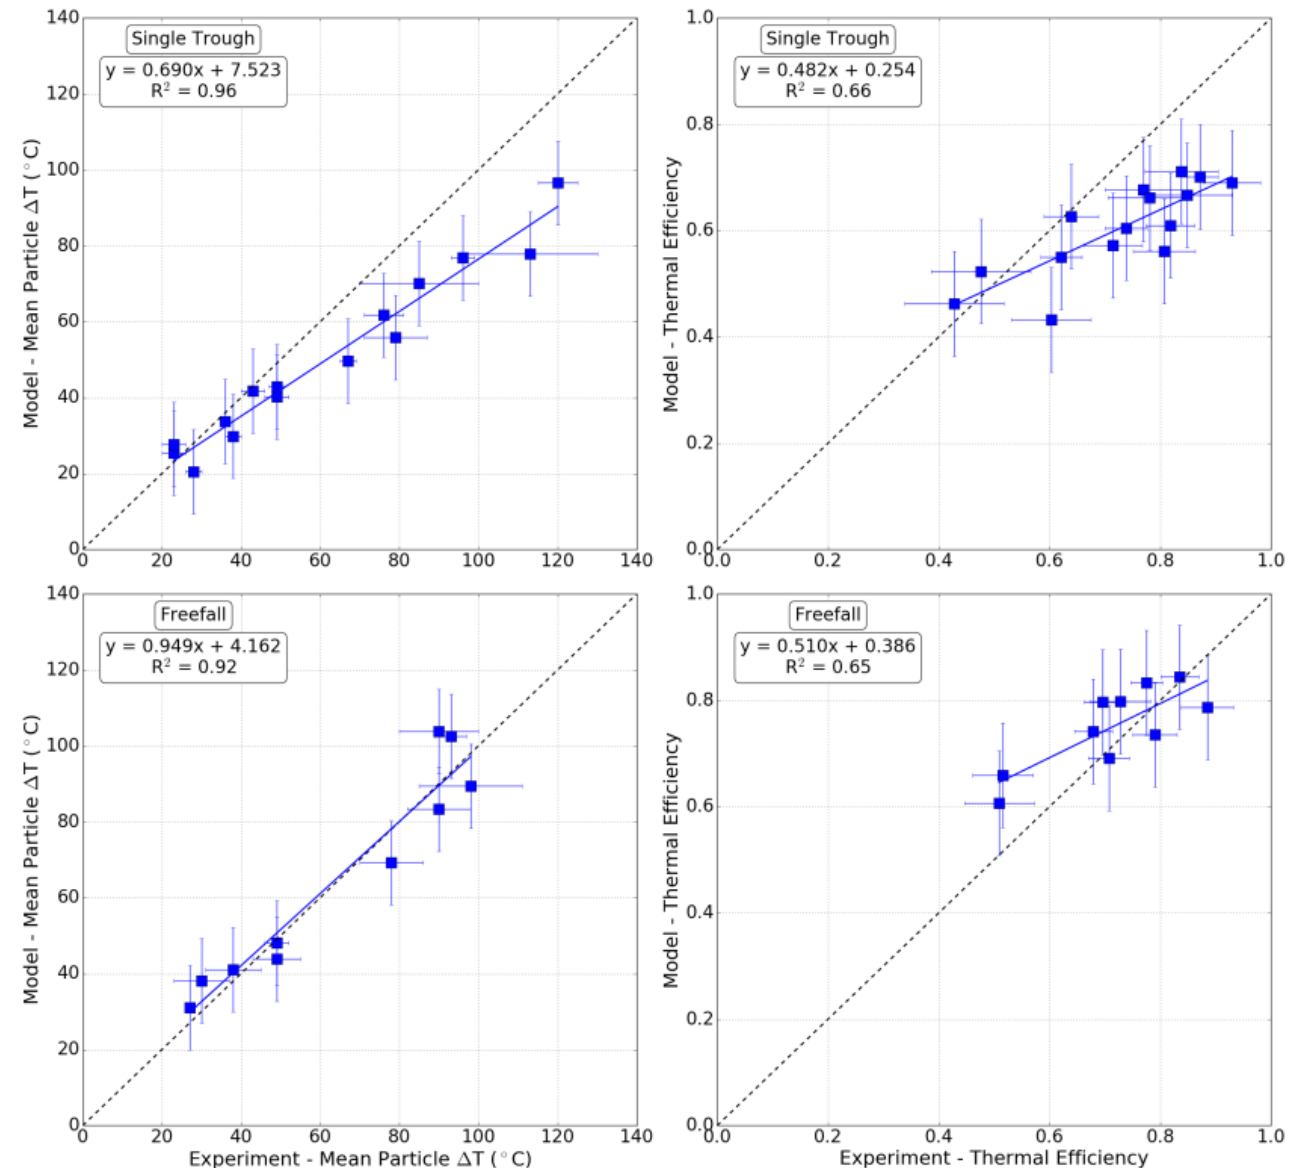 Single Trough
y = 0.690x + 7.523
R² = 0.96
Model - Mean Particle ΔT (°C)
140
120
100
80
60
40
20
0
0 20 40 60 80 100 120 140
Single Trough
y = 0.482x + 0.254
R² = 0.66
Model - Thermal Efficiency
1.0
0.8
0.6
0.4
0.2
0.0
0.0 0.2 0.4 0.6 0.8 1.0
Freefall
y = 0.949x + 4.162
R² = 0.92
Model - Mean Particle ΔT (°C)
140
120
100
80
60
40
20
0
0 20 40 60 80 100 120 140
Experiment - Mean Particle ΔT (°C)
Freefall
y = 0.510x + 0.386
R² = 0.65
Model - Thermal Efficiency
1.0
0.8
0.6
0.4
0.2
0.0
0.0 0.2 0.4 0.6 0.8 1.0
Experiment - Thermal Efficiency